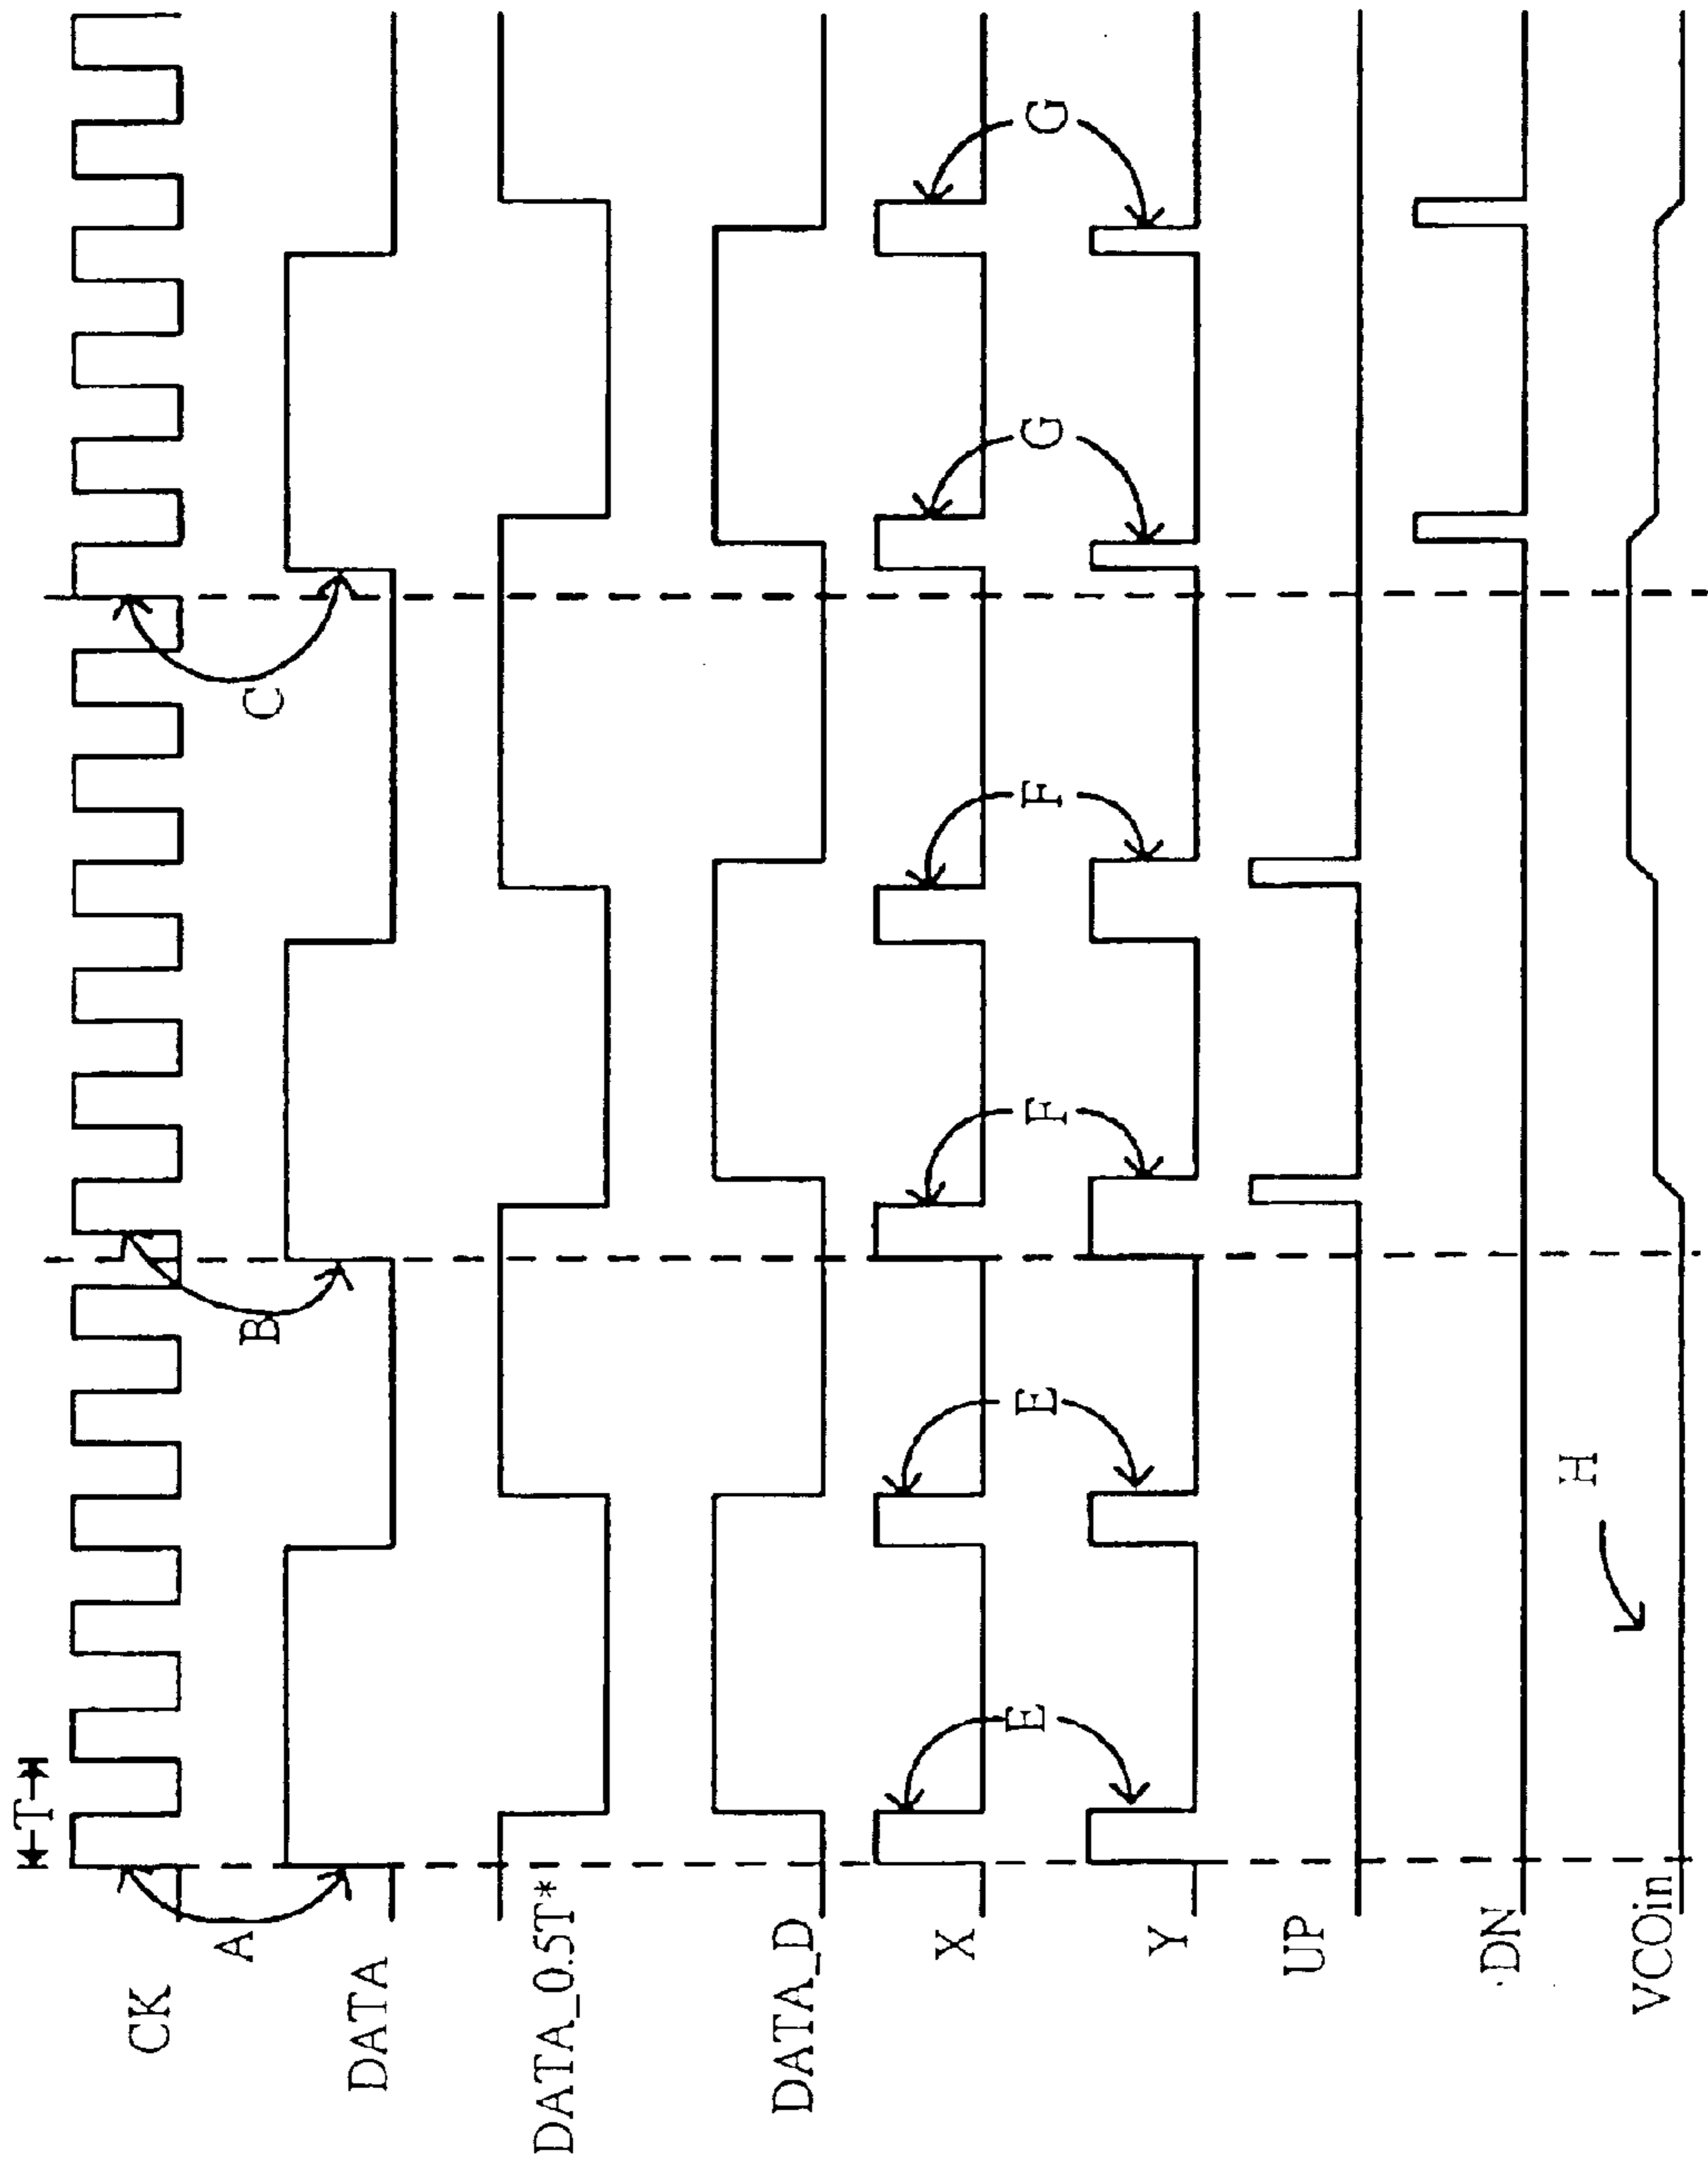 T
CK
A
B
C
DATA
DATA_0.5T*
DATA_D
X
E
E
F
F
G
G
Y
UP
DN
H
VCOin